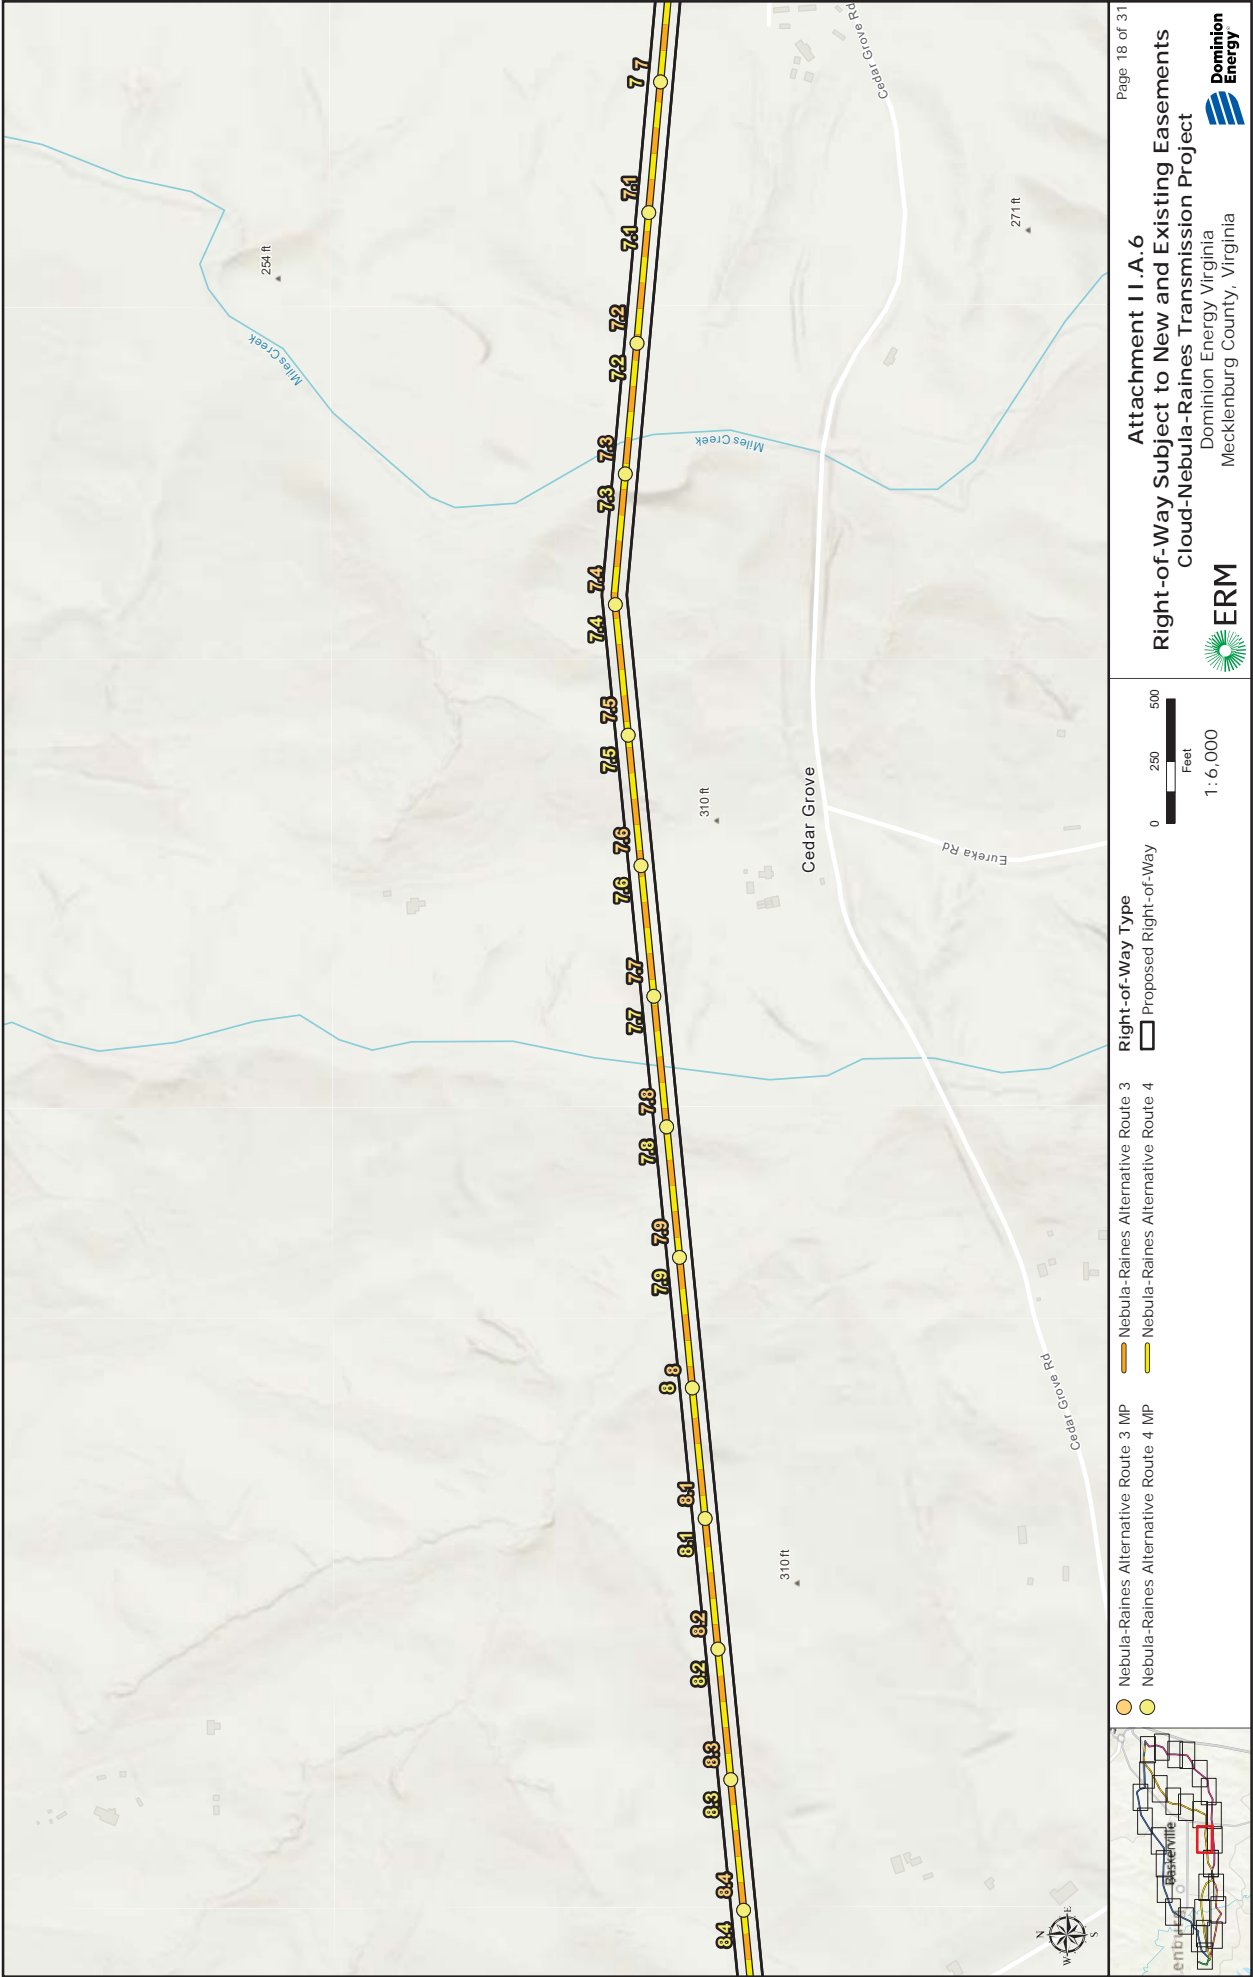 8.4 8.4
8.3 8.3
8.2 8.2
8.1 8.1
8 8
7.9 7.9
7.8 7.8
7.7 7.7
7.6 7.6
7.5 7.5
7.4 7.4
7.3 7.3
7.2 7.2
7.1 7.1
7 7
254 ft
Miles Creek
Miles Creek
310 ft
310 ft
271 ft
Cedar Grove
Cedar Grove Rd
Cedar Grove Rd
Eureka Rd
N
W E
S
Baskerville
enbu
Nebula-Raines Alternative Route 3 MP
Nebula-Raines Alternative Route 4 MP
Nebula-Raines Alternative Route 3
Nebula-Raines Alternative Route 4
Right-of-Way Type
Proposed Right-of-Way
0 250 500
Feet
1:6,000
Page 18 of 31
Attachment II.A.6
Right-of-Way Subject to New and Existing Easements
Cloud-Nebula-Raines Transmission Project
Dominion Energy Virginia
Mecklenburg County, Virginia
ERM
Dominion
Energy